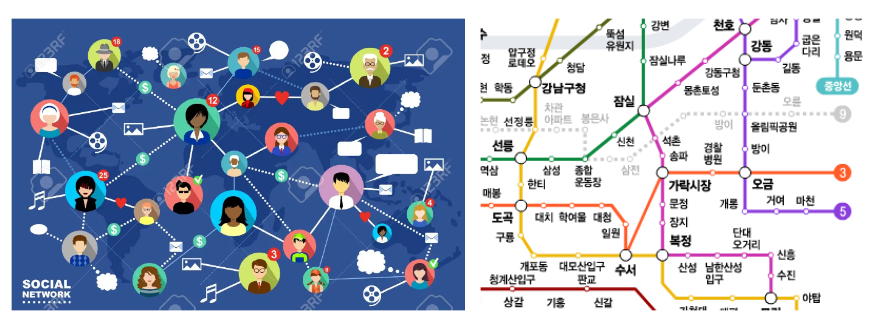 18
15
2
12
25
3
4
8
SOCIAL
NETWORK
123RF
뚝섬
유원지
강변
천호
강동
굽은
다리
원덕
용문
중앙선
압구정
로데오
청담
잠실나루
강동구청
길동
학동
강남구청
몽촌토성
둔촌동
차관
아파트
잠실
논현
선정릉
봉은사
오륜
방이
올림픽공원
9
신천
석촌
선릉
송파
경찰
병원
방이
역삼
삼성
종합
운동장
삼전
3
한티
가락시장
오금
매봉
문정
개롱
거여
마천
5
도곡
대치
학여울
대청
장지
구룡
일원
복정
단대
오거리
신흥
개포동
대모산입구
수서
산성
남한산성
입구
수진
청계산입구
판교
상갈
기흥
신갈
야탑